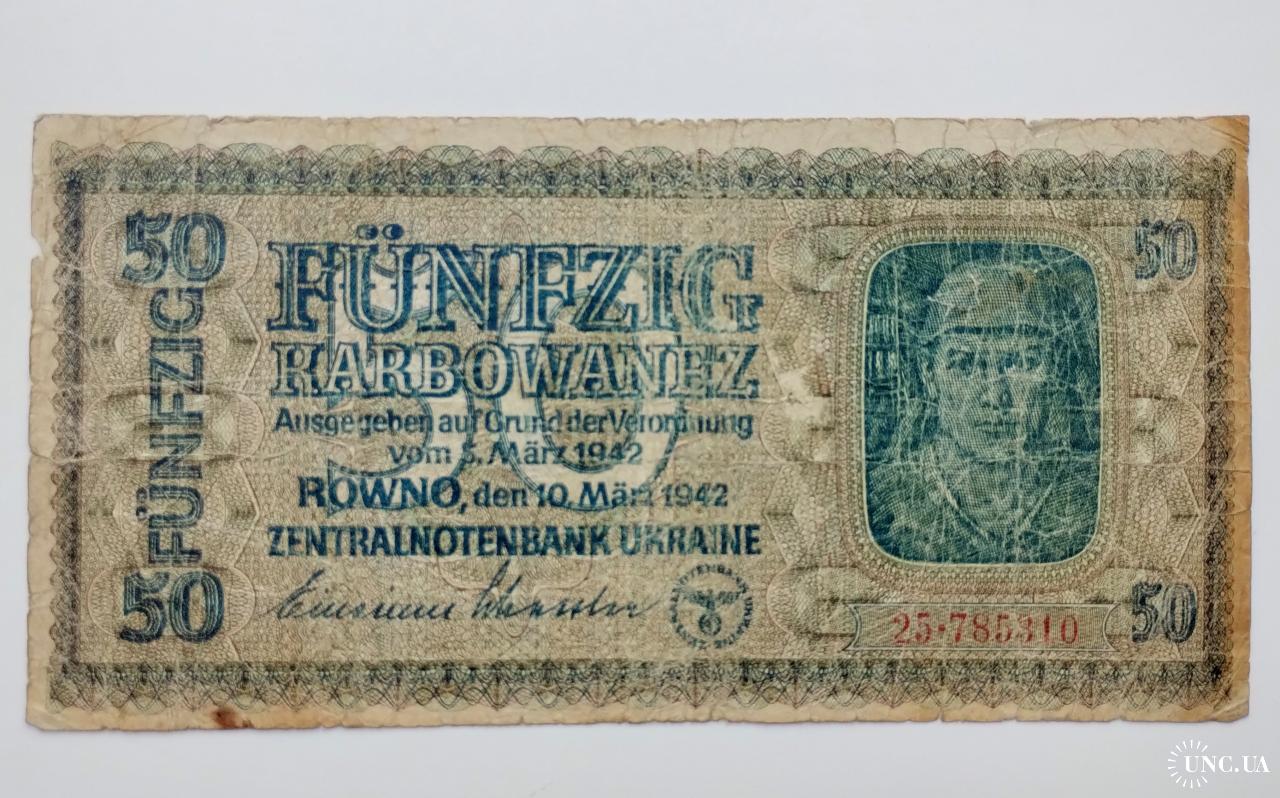 50
FÜNFZIG
50
FÜNFZIG
KARBOWANEZ
Ausgegeben auf Grund der Verordnung
vom 5. März 1942
ROWNO, den 10. März 1942
ZENTRALNOTENBANK UKRAINE
50
50
25·785310
50
UNC.UA